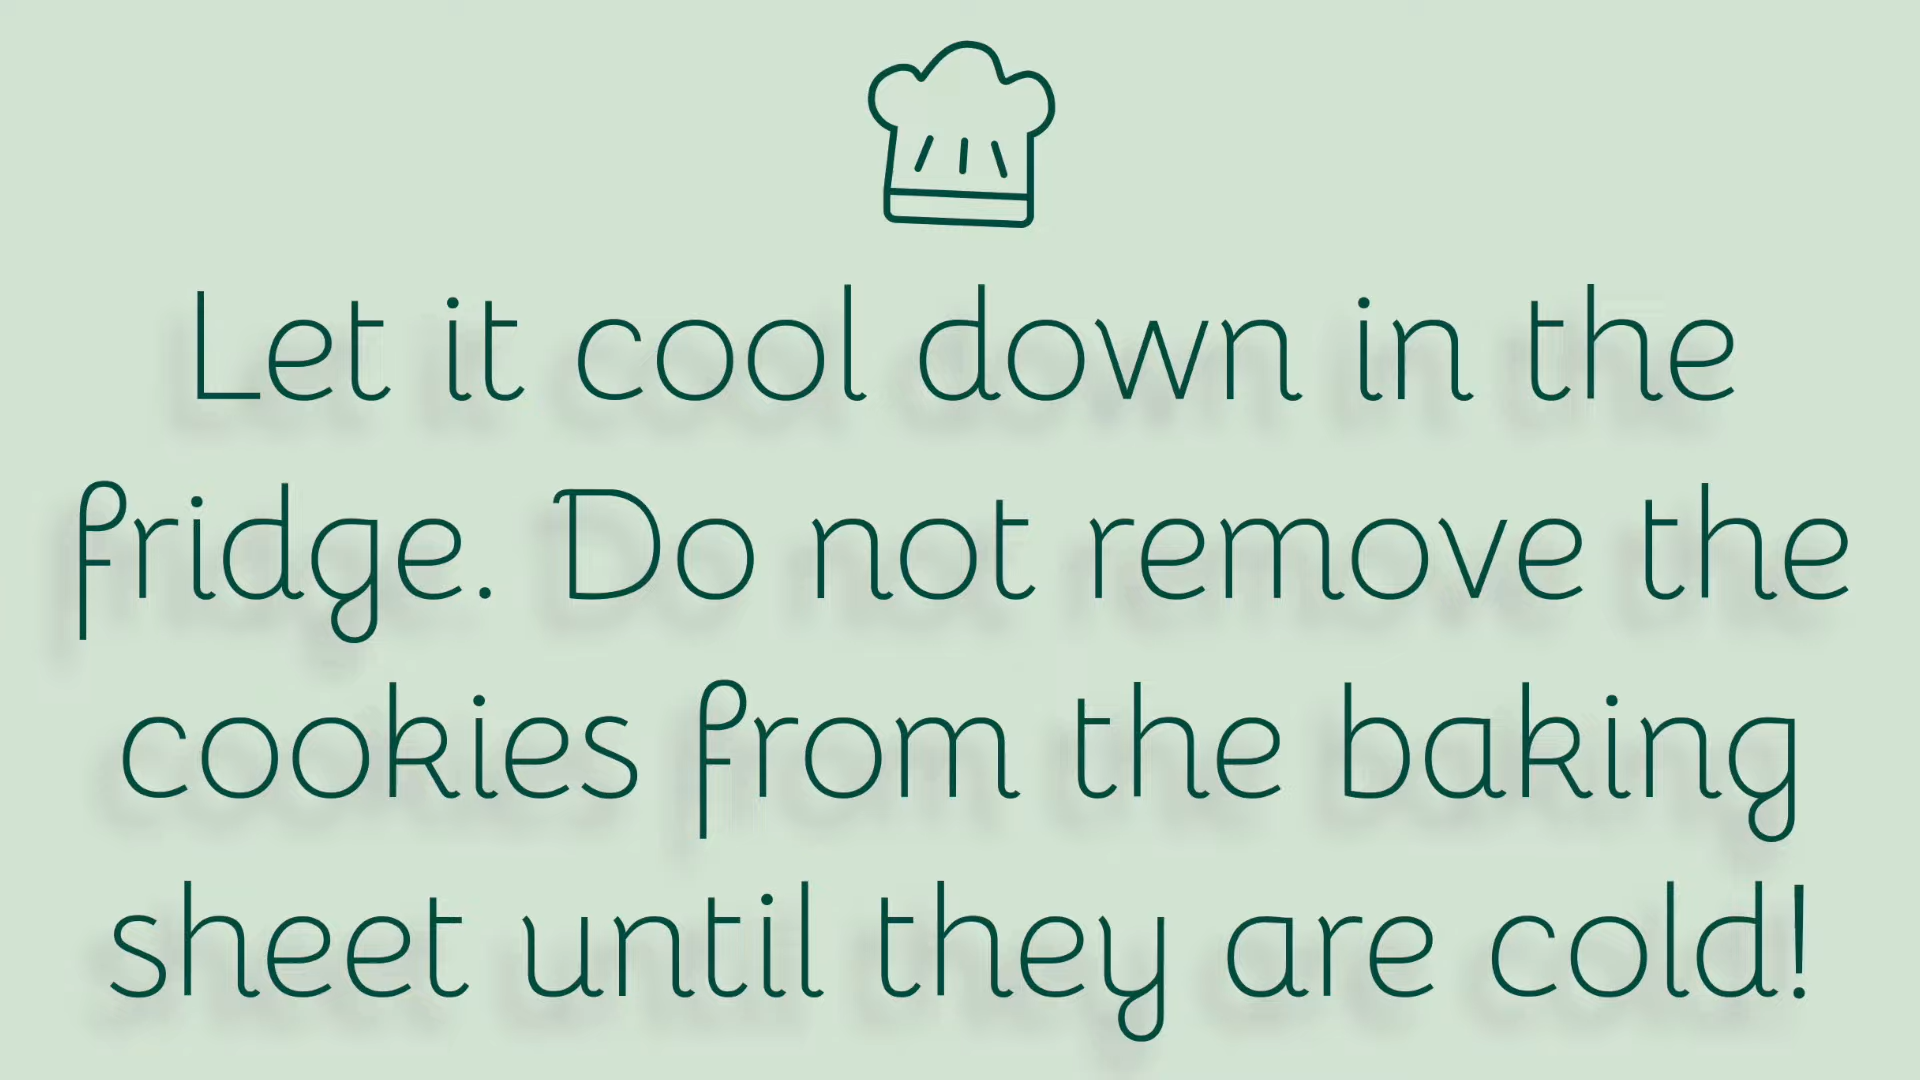 Let it cool down in the
fridge. Do not remove the
cookies from the baking
sheet until they are cold!